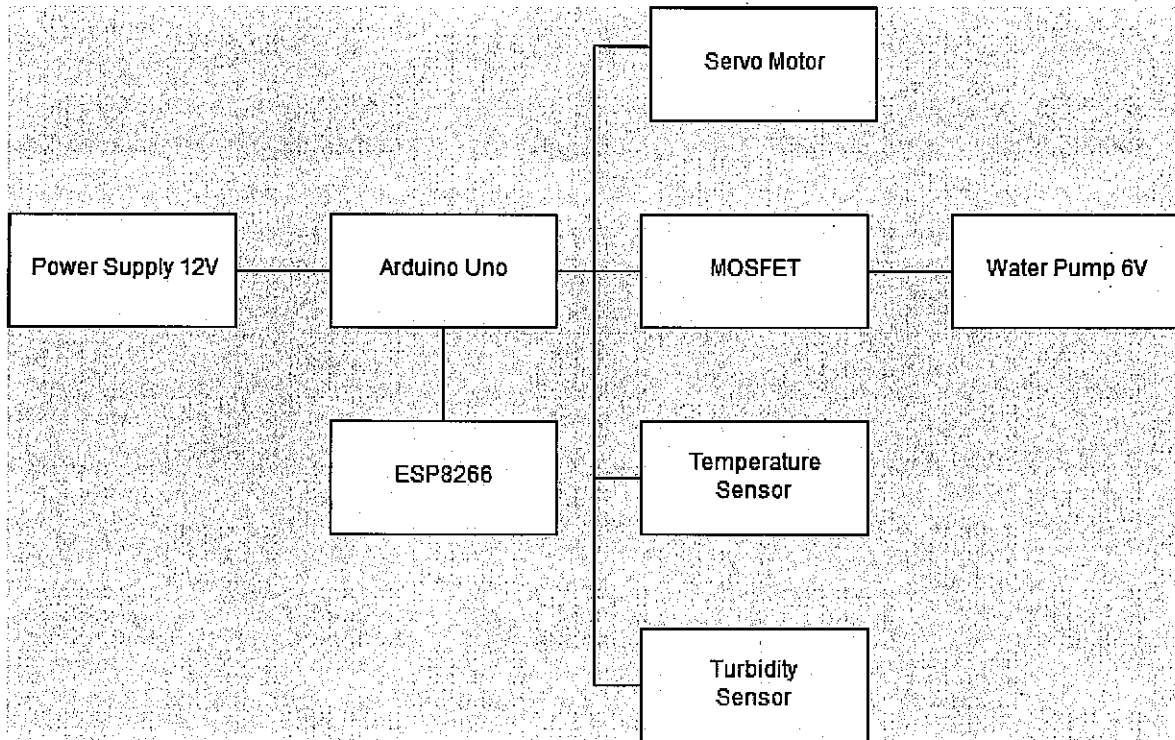 Servo Motor
Power Supply 12V
Arduino Uno
MOSFET
Water Pump 6V
ESP8266
Temperature
Sensor
Turbidity
Sensor